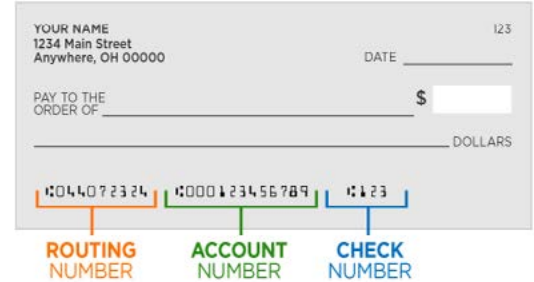 YOUR NAME 123
1234 Main Street
Anywhere, OH 00000
DATE
PAY TO THE
ORDER OF
$
DOLLARS
⑆044072324 ⑆000123456789 ⑆123
ROUTING NUMBER
ACCOUNT NUMBER
CHECK NUMBER